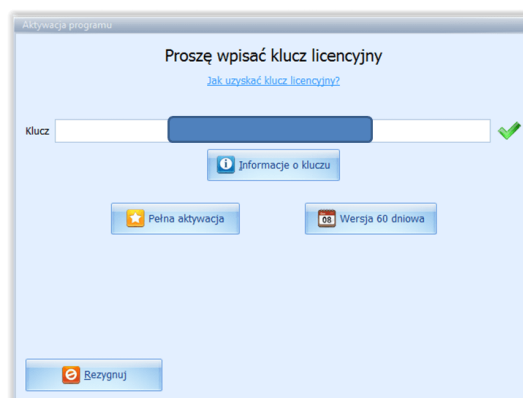 Aktywacja programu
Proszę wpisać klucz licencyjny
Jak uzyskać klucz licencyjny?
Klucz
Informacje o kluczu
Pełna aktywacja
08 Wersja 60 dniowa
Rezygnuj